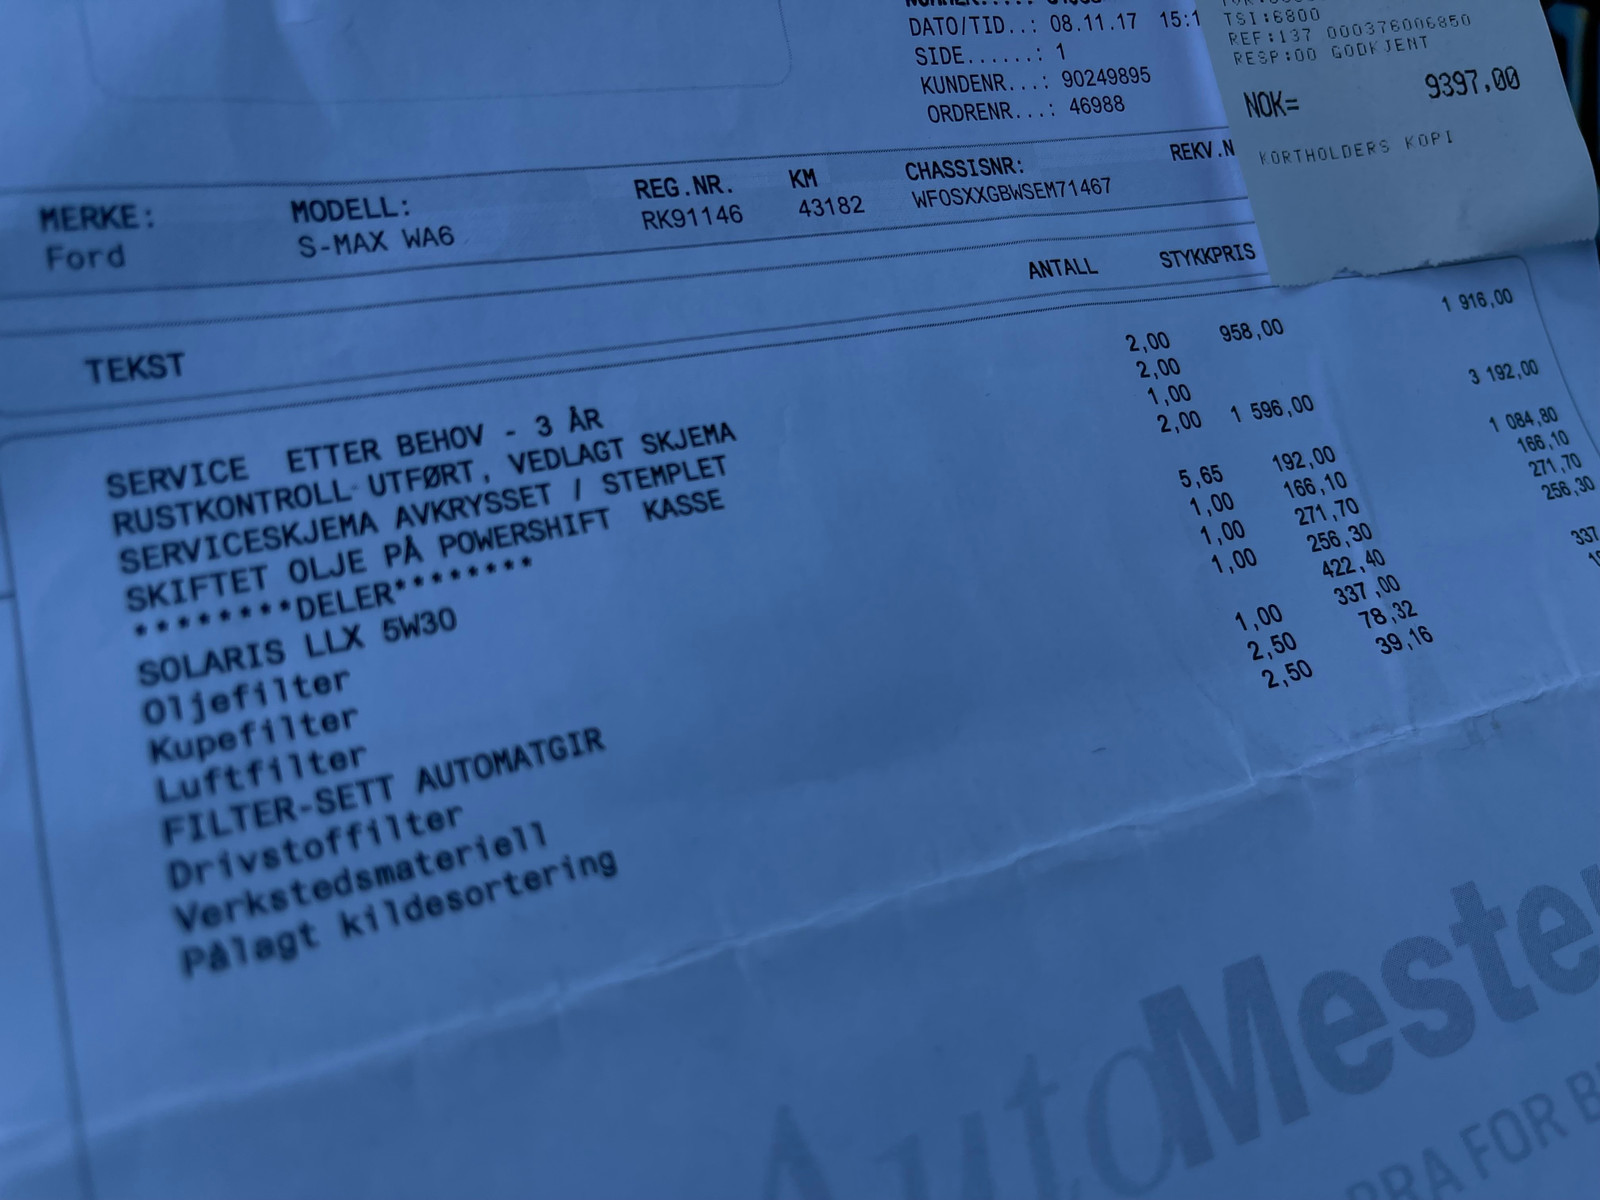 DATO/TID..: 08.11.17 15:1
SIDE......: 1
KUNDENR...: 90249895
ORDRENR...: 46988
TSI:6800
REF:137 000376006850
RESP:00 GODKJENT
NOK= 9397,00
KORTHOLDERS KOPI
MERKE: MODELL: REG.NR. KM CHASSISNR: REKV.N
Ford S-MAX WA6 RK91146 43182 WF0SXXGBWSEM71467
TEKST ANTALL STYKKPRIS
SERVICE ETTER BEHOV - 3 ÅR 2,00 958,00 1 916,00
RUSTKONTROLL UTFØRT, VEDLAGT SKJEMA 2,00
SERVICESKJEMA AVKRYSSET / STEMPLET 1,00
SKIFTET OLJE PÅ POWERSHIFT KASSE 2,00 1 596,00 3 192,00
********DELER********
SOLARIS LLX 5W30 5,65 192,00 1 084,80
Oljefilter 1,00 166,10 166,10
Kupefilter 1,00 271,70 271,70
Luftfilter 1,00 256,30 256,30
FILTER-SETT AUTOMATGIR 422,40
Drivstoffilter 1,00 337,00 337
Verkstedsmateriell 2,50 78,32
Pålagt kildesortering 2,50 39,16
AutoMeste
FOR B